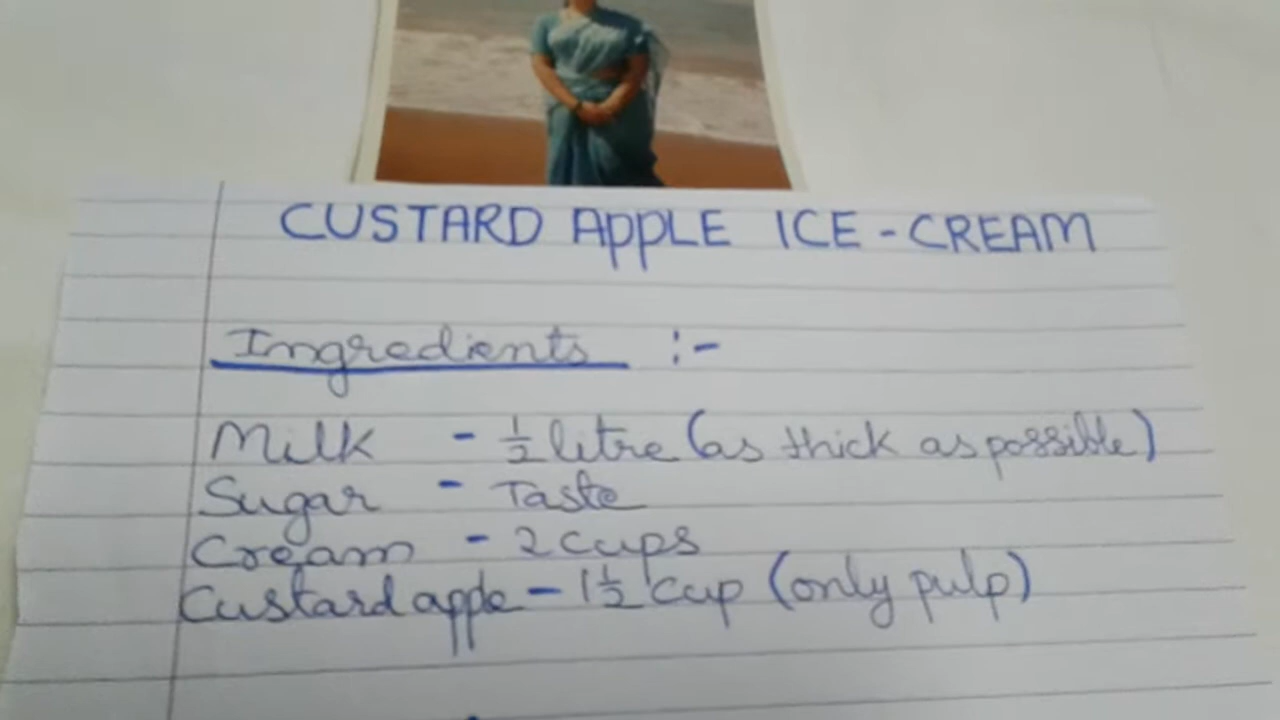 CUSTARD APPLE ICE-CREAM
Ingredients :-
Milk - ½ litre (as thick as possible)
Sugar - Taste
Cream - 2 cups
Custard apple - 1½ cup (only pulp)